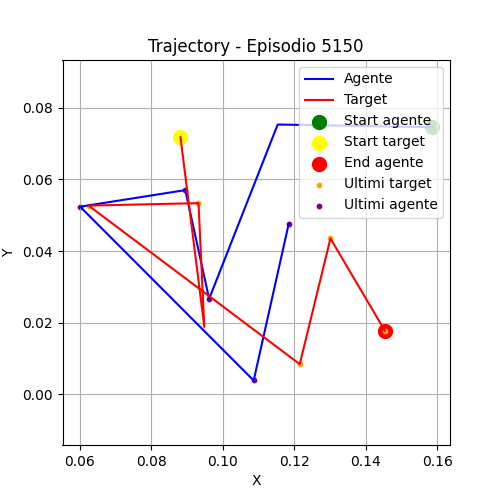 Trajectory - Episodio 5150
Agente
Target
Start agente
Start target
End agente
Ultimi target
Ultimi agente
0.08
0.06
0.04
0.02
0.00
Y
0.06
0.08
0.10
0.12
0.14
0.16
X